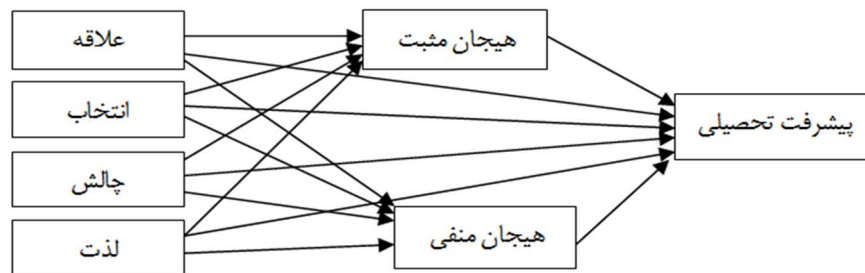 علاقه
هیجان مثبت
انتخاب
پیشرفت تحصیلی
چالش
هیجان منفی
لذت